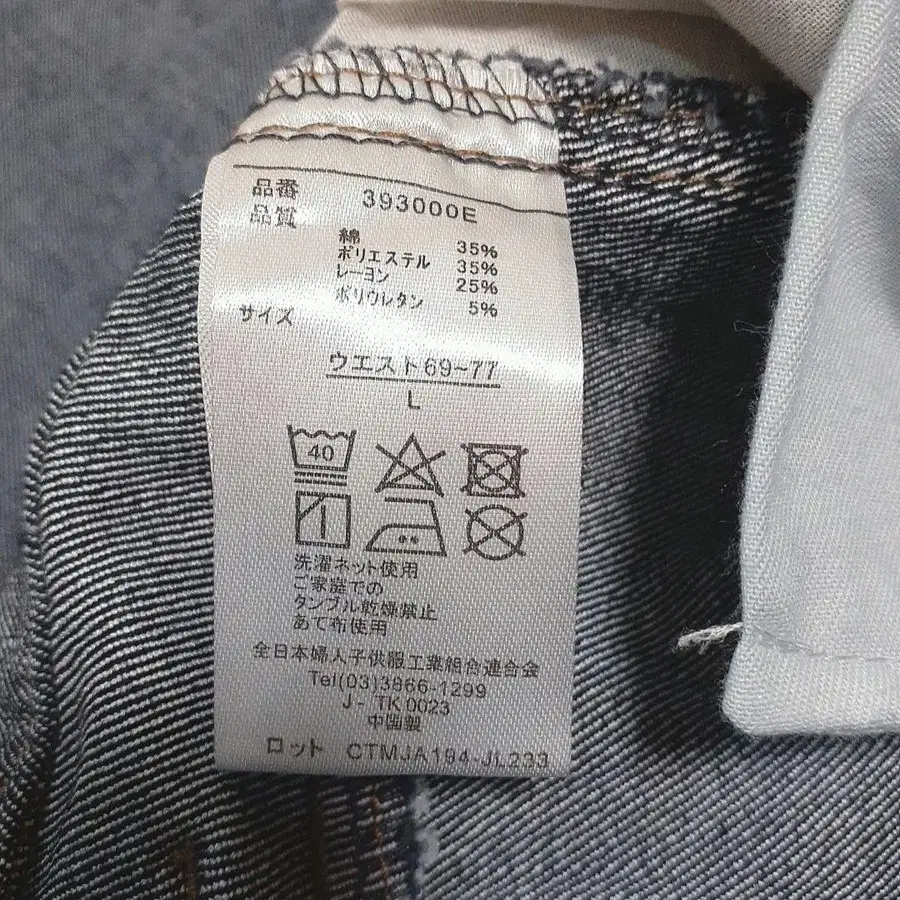 品番 393000E
品質
綿 35%
ポリエステル 35%
レーヨン 25%
ポリウレタン 5%
サイズ
ウエスト69~77
L
40
洗濯ネット使用
ご家庭での
タンブル乾燥禁止
あて布使用
全日本婦人子供服工業組合連合会
Tel(03)3866-1299
J- TK 0023
中国製
ロット CTMJA194-JL233